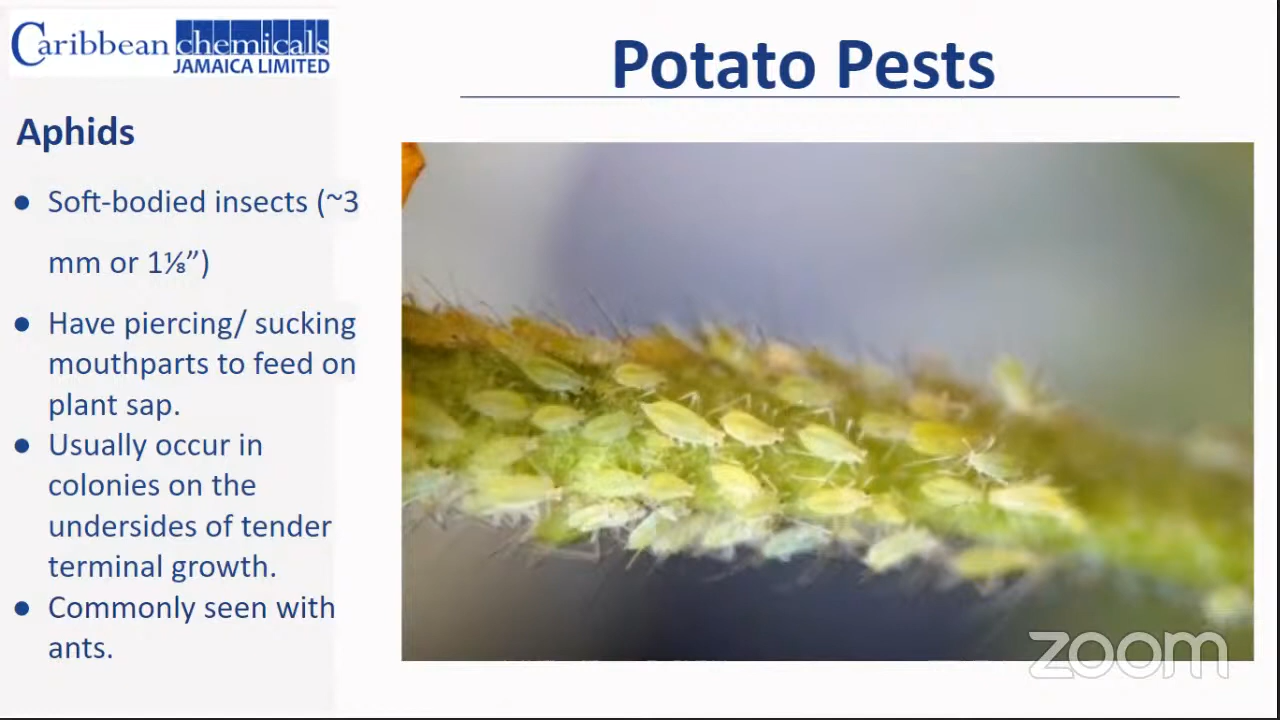 Caribbean chemicals
JAMAICA LIMITED
Potato Pests
Aphids
● Soft-bodied insects (~3
mm or 1⅛”)
● Have piercing/ sucking
mouthparts to feed on
plant sap.
● Usually occur in
colonies on the
undersides of tender
terminal growth.
● Commonly seen with
ants.
zoom